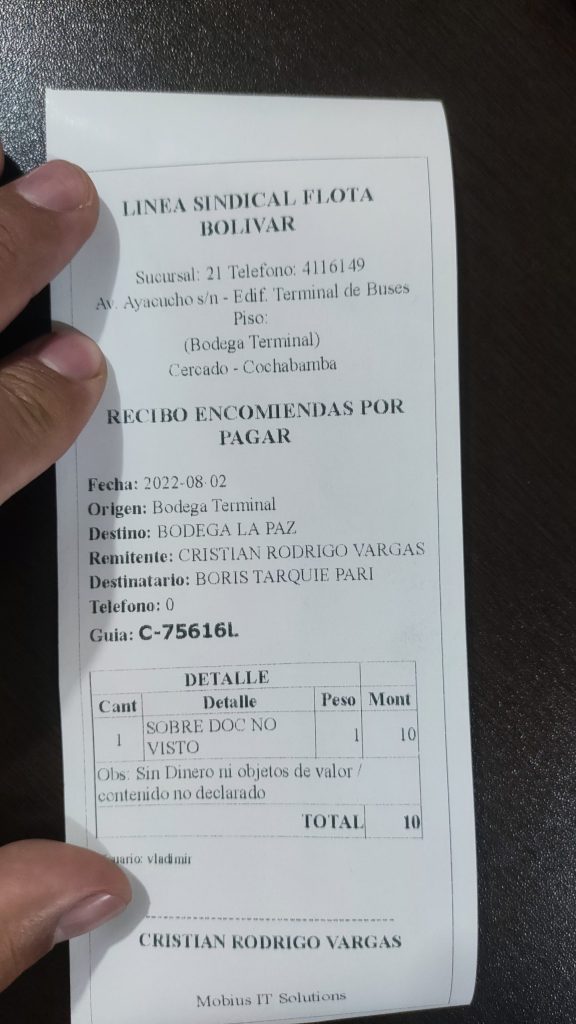 LINEA SINDICAL FLOTA
BOLIVAR
Sucursal: 21 Telefono: 4116149
Av. Ayacucho s/n - Edif. Terminal de Buses
Piso:
(Bodega Terminal)
Cercado - Cochabamba
RECIBO ENCOMIENDAS POR
PAGAR
Fecha: 2022-08-02
Origen: Bodega Terminal
Destino: BODEGA LA PAZ
Remitente: CRISTIAN RODRIGO VARGAS
Destinatario: BORIS TARQUIE PARI
Telefono: 0
Guia: C-75616L
DETALLE
Cant Detalle Peso Mont
1 SOBRE DOC NO VISTO 1 10
Obs: Sin Dinero ni objetos de valor /
contenido no declarado
TOTAL 10
uario: vladimir
CRISTIAN RODRIGO VARGAS
Mobius IT Solutions